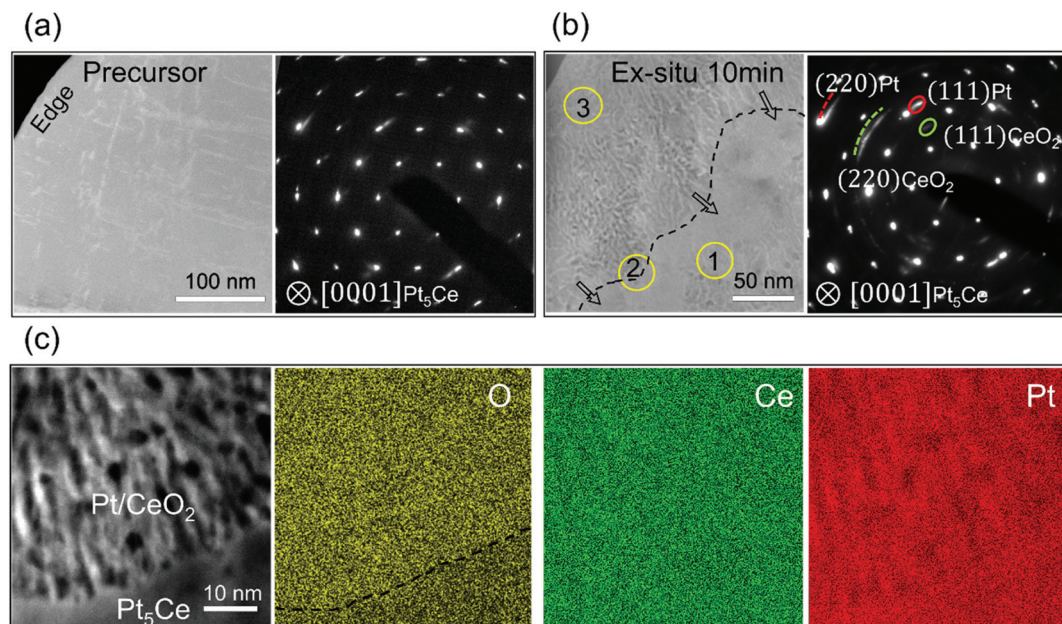 (a)
Precursor
Edge
100 nm
⊗ [0001]Pt₅Ce
(b)
Ex-situ 10min
3
2
1
50 nm
(220)Pt
(111)Pt
(111)CeO₂
(220)CeO₂
⊗ [0001]Pt₅Ce
(c)
Pt/CeO₂
Pt₅Ce
10 nm
O
Ce
Pt